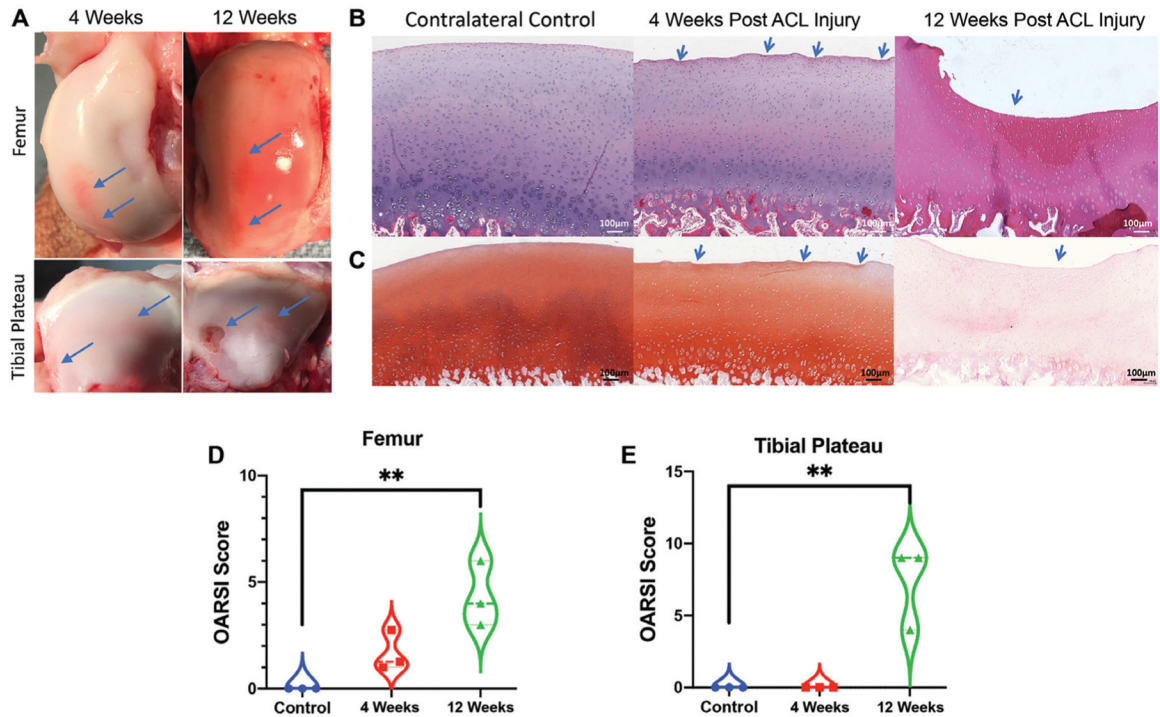 A
4 Weeks
12 Weeks
Femur
Tibial Plateau
B
Contralateral Control
4 Weeks Post ACL Injury
12 Weeks Post ACL Injury
100μm
100μm
100μm
C
100μm
100μm
100μm
D
Femur
**
OARSI Score
10
5
0
Control
4 Weeks
12 Weeks
E
Tibial Plateau
**
OARSI Score
15
10
5
0
Control
4 Weeks
12 Weeks